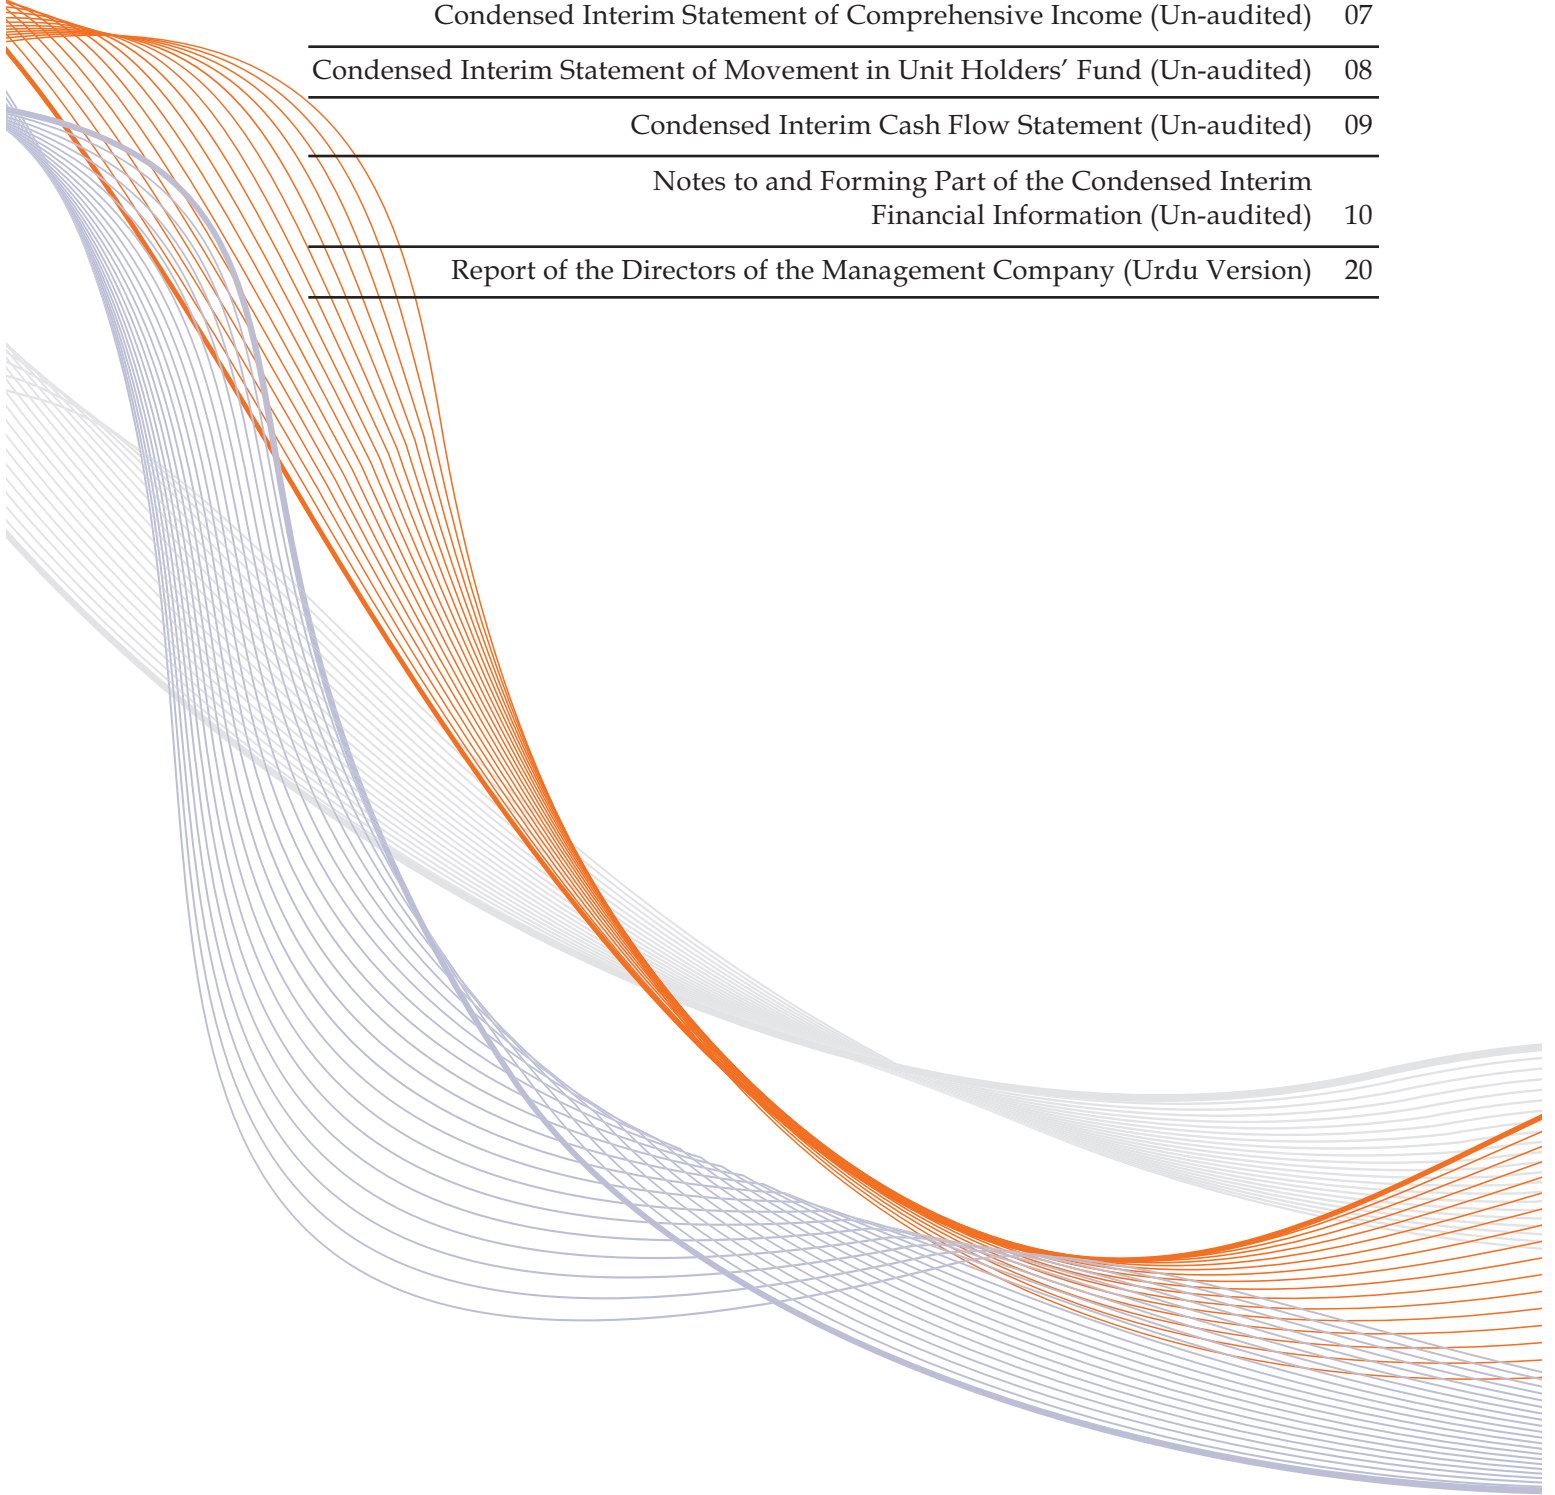 Condensed Interim Statement of Comprehensive Income (Un-audited) 07
Condensed Interim Statement of Movement in Unit Holders’ Fund (Un-audited) 08
Condensed Interim Cash Flow Statement (Un-audited) 09
Notes to and Forming Part of the Condensed Interim
Financial Information (Un-audited) 10
Report of the Directors of the Management Company (Urdu Version) 20